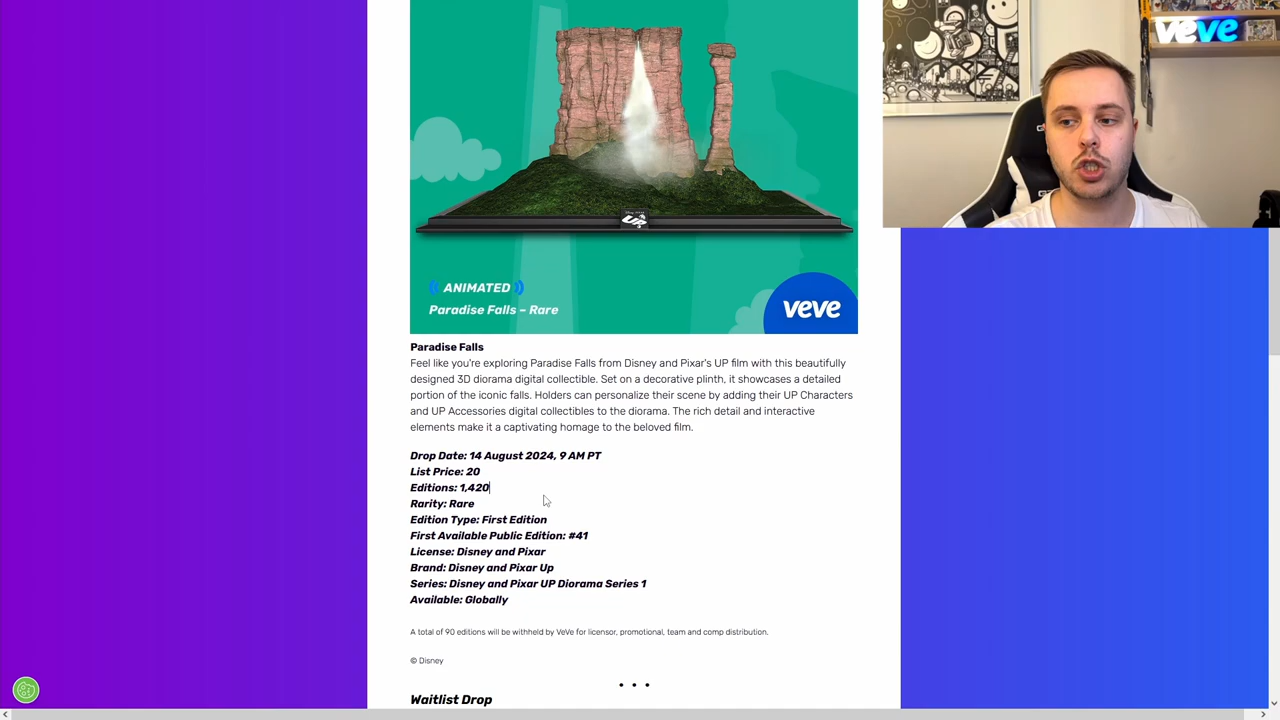 veve
UP
ANIMATED
Paradise Falls – Rare
veve
Paradise Falls
Feel like you're exploring Paradise Falls from Disney and Pixar's UP film with this beautifully
designed 3D diorama digital collectible. Set on a decorative plinth, it showcases a detailed
portion of the iconic falls. Holders can personalize their scene by adding their UP Characters
and UP Accessories digital collectibles to the diorama. The rich detail and interactive
elements make it a captivating homage to the beloved film.
Drop Date: 14 August 2024, 9 AM PT
List Price: 20
Editions: 1,420
Rarity: Rare
Edition Type: First Edition
First Available Public Edition: #41
License: Disney and Pixar
Brand: Disney and Pixar Up
Series: Disney and Pixar UP Diorama Series 1
Available: Globally
A total of 90 editions will be withheld by VeVe for licensor, promotional, team and comp distribution.
© Disney
• • •
Waitlist Drop